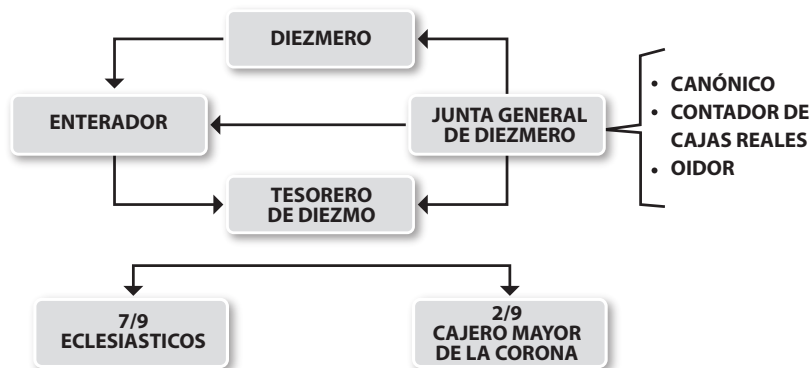 DIEZMERO
ENTERADOR
JUNTA GENERAL
DE DIEZMERO
• CANÓNICO
• CONTADOR DE
CAJAS REALES
• OIDOR
TESORERO
DE DIEZMO
7/9
ECLESIASTICOS
2/9
CAJERO MAYOR
DE LA CORONA